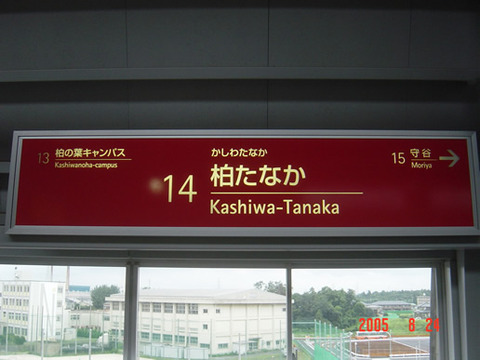 13 柏の葉キャンパス
Kashiwanoha-campus
かしわたなか
14 柏たなか
Kashiwa-Tanaka
15 守谷
Moriya
2005 8 24